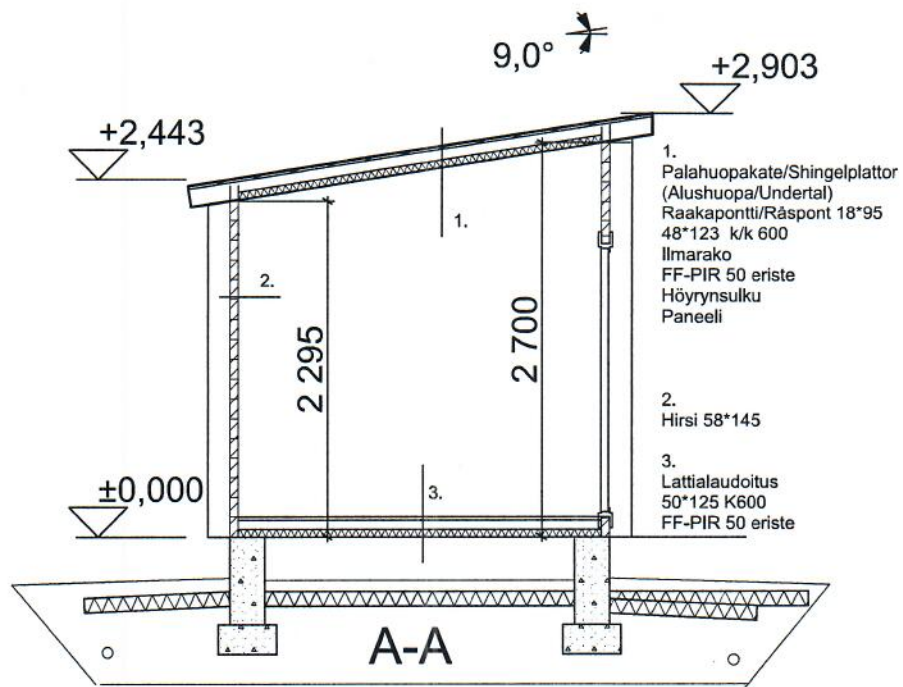 9,0°
+2,903
+2,443
1.
Palahuopakate/Shingelplattor
(Alushuopa/Undertal)
Raakapontti/Råspont 18*95
48*123 k/k 600
Ilmarako
FF-PIR 50 eriste
Höyrynsulku
Paneeli
1.
2.
2 295
2 700
2.
Hirsi 58*145
3.
Lattialaudoitus
50*125 K600
FF-PIR 50 eriste
±0,000
3.
A-A